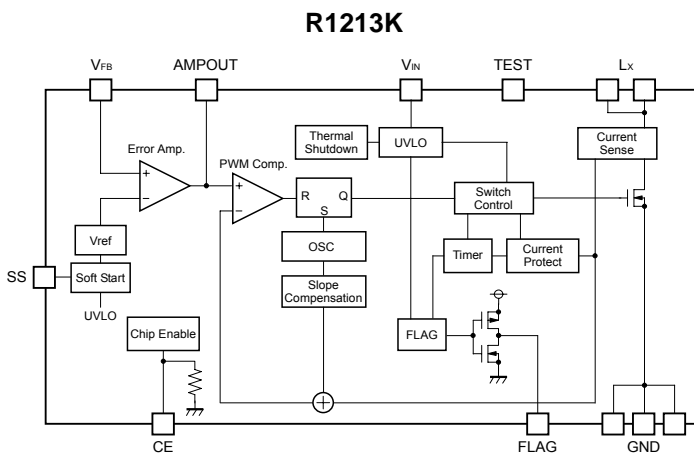 R1213K
VFB
AMPOUT
VIN
TEST
LX
Thermal
Shutdown
UVLO
Current
Sense
Error Amp.
PWM Comp.
+
−
+
−
R
Q
S
Switch
Control
Vref
OSC
Timer
Current
Protect
SS
Soft Start
Slope
Compensation
UVLO
Chip Enable
FLAG
+
CE
FLAG
GND